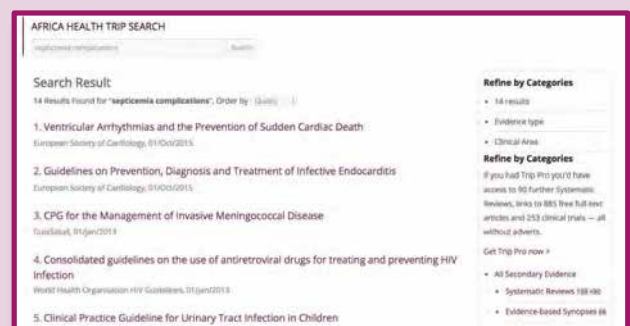 AFRICA HEALTH TRIP SEARCH
septicemia complications Search
Search Result
14 Results Found for "septicemia complications", Order by Quality
1. Ventricular Arrhythmias and the Prevention of Sudden Cardiac Death
European Society of Cardiology, 01/Oct/2015
2. Guidelines on Prevention, Diagnosis and Treatment of Infective Endocarditis
European Society of Cardiology, 01/Oct/2015
3. CPG for the Management of Invasive Meningococcal Disease
GuiaSalud, 01/Jan/2013
4. Consolidated guidelines on the use of antiretroviral drugs for treating and preventing HIV
Infection
World Health Organisation HIV Guidelines, 01/Jan/2013
5. Clinical Practice Guideline for Urinary Tract Infection in Children
Refine by Categories
• 14 results
• Evidence type
• Clinical Area
Refine by Categories
If you had Trip Pro you'd have
access to 90 further Systematic
Reviews, links to 885 free full-text
articles and 253 clinical trials — all
without adverts.
Get Trip Pro now >
• All Secondary Evidence
• Systematic Reviews
• Evidence-based Synopses